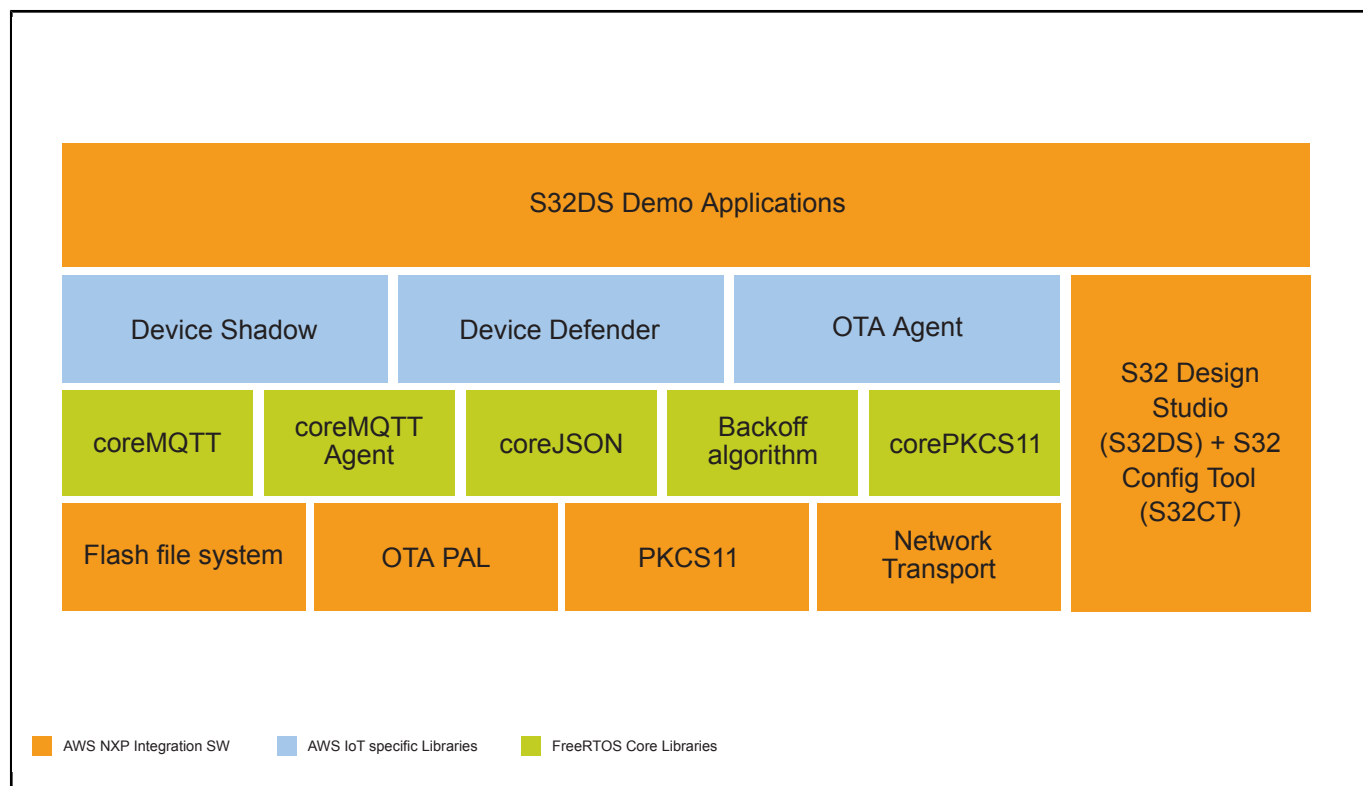 S32DS Demo Applications
Device Shadow
Device Defender
OTA Agent
S32 Design
Studio
(S32DS) + S32
Config Tool
(S32CT)
coreMQTT
coreMQTT
Agent
coreJSON
Backoff
algorithm
corePKCS11
Flash file system
OTA PAL
PKCS11
Network
Transport
AWS NXP Integration SW
AWS IoT specific Libraries
FreeRTOS Core Libraries